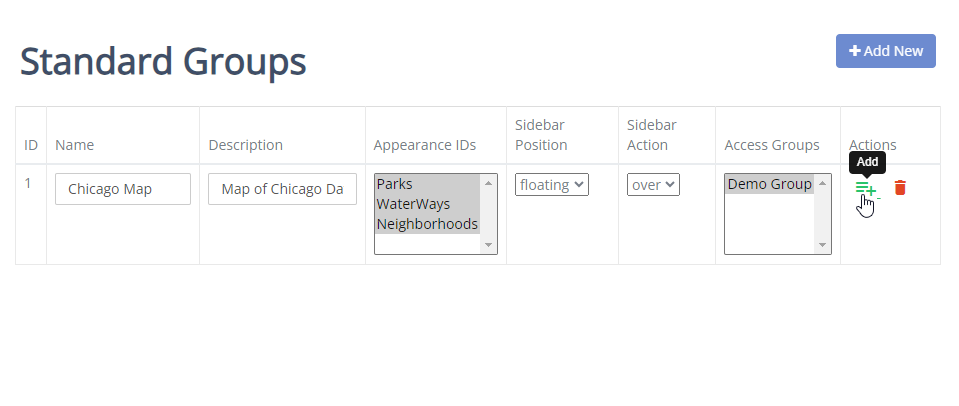 Standard Groups
Add New
ID
Name
Description
Appearance IDs
Sidebar
Position
Sidebar
Action
Access Groups
Actions
Add
1
Chicago Map
Map of Chicago Da
Parks
WaterWays
Neighborhoods
floating
over
Demo Group